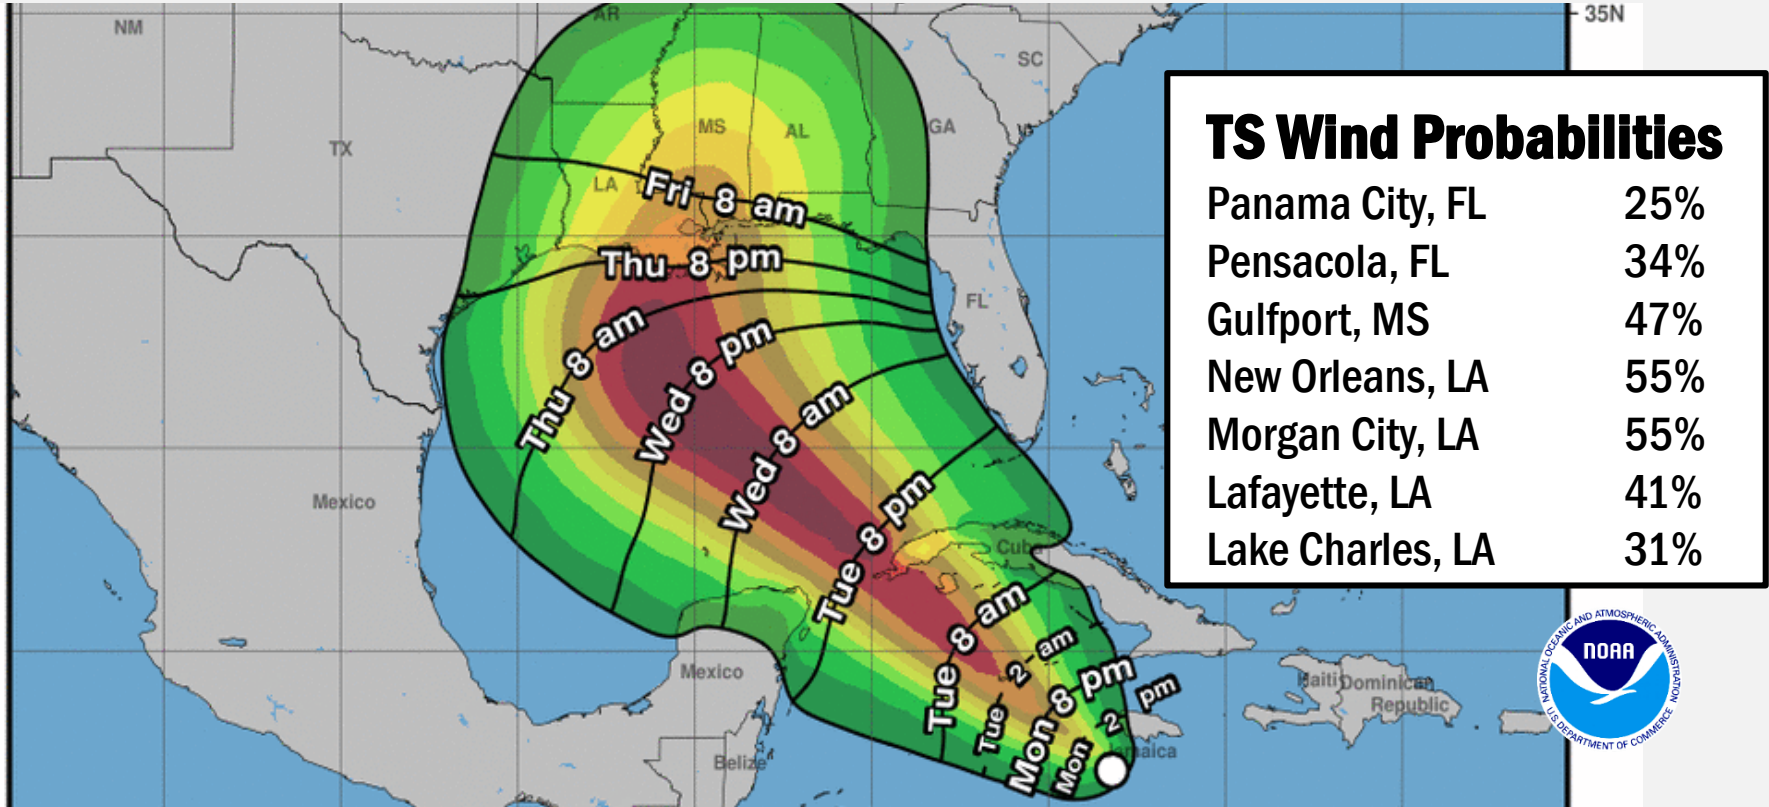 35N
NM
AR
SC
TX
MS
AL
GA
LA
Fri 8 am
Thu 8 pm
FL
Thu 8 am
Wed 8 pm
Wed 8 am
Tue 8 pm
Mexico
Cuba
Tue 8 am
Tue 2 am
Mon 8 pm
Mon 2 pm
Mexico
Haiti
Dominican
Republic
Jamaica
Belize
TS Wind Probabilities
Panama City, FL 25%
Pensacola, FL 34%
Gulfport, MS 47%
New Orleans, LA 55%
Morgan City, LA 55%
Lafayette, LA 41%
Lake Charles, LA 31%
NATIONAL OCEANIC AND ATMOSPHERIC ADMINISTRATION
NOAA
U.S. DEPARTMENT OF COMMERCE